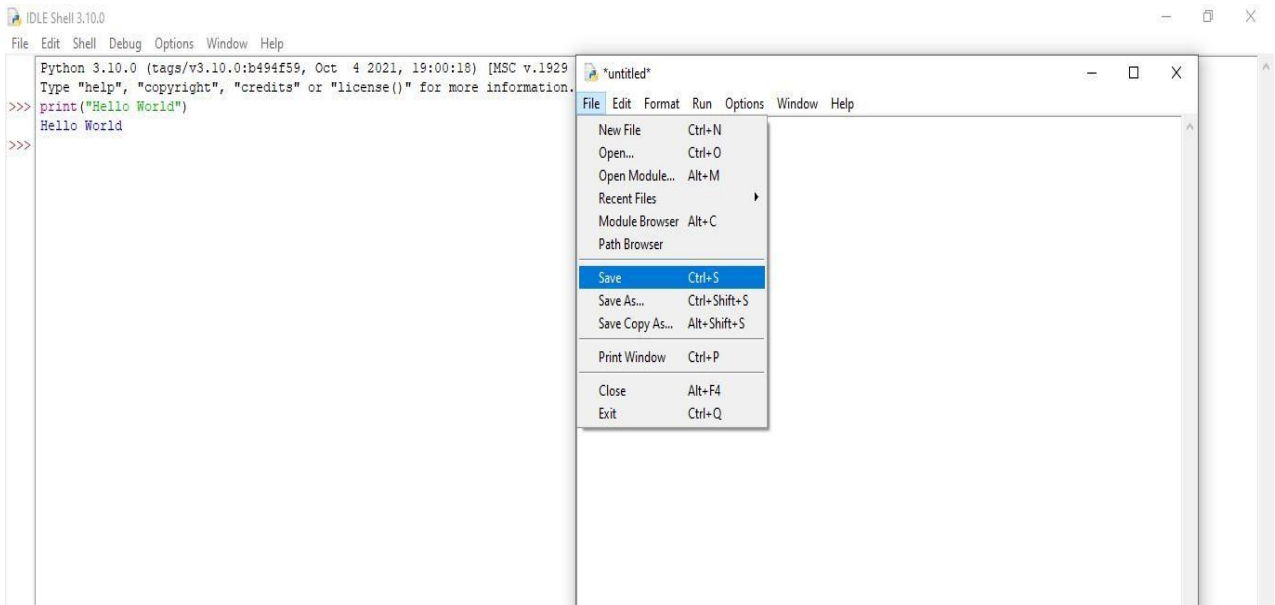 IDLE Shell 3.10.0
File Edit Shell Debug Options Window Help
Python 3.10.0 (tags/v3.10.0:b494f59, Oct  4 2021, 19:00:18) [MSC v.1929
Type "help", "copyright", "credits" or "license()" for more information.
>>> print("Hello World")
Hello World
>>>
*untitled*
File Edit Format Run Options Window Help
New File Ctrl+N
Open... Ctrl+O
Open Module... Alt+M
Recent Files
Module Browser Alt+C
Path Browser
Save Ctrl+S
Save As... Ctrl+Shift+S
Save Copy As... Alt+Shift+S
Print Window Ctrl+P
Close Alt+F4
Exit Ctrl+Q